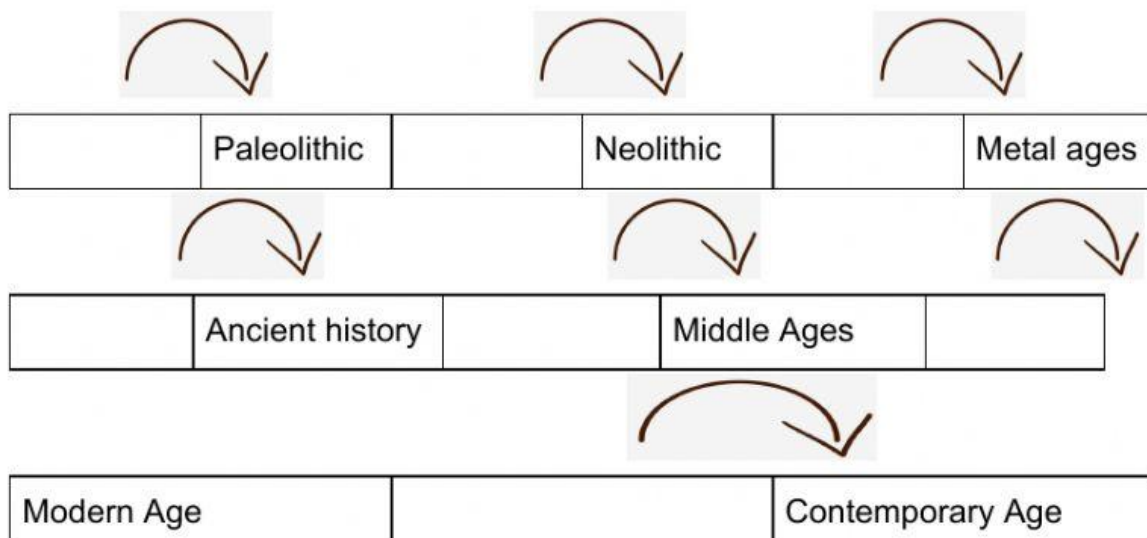 Paleolithic Neolithic Metal ages
Ancient history Middle Ages
Modern Age Contemporary Age